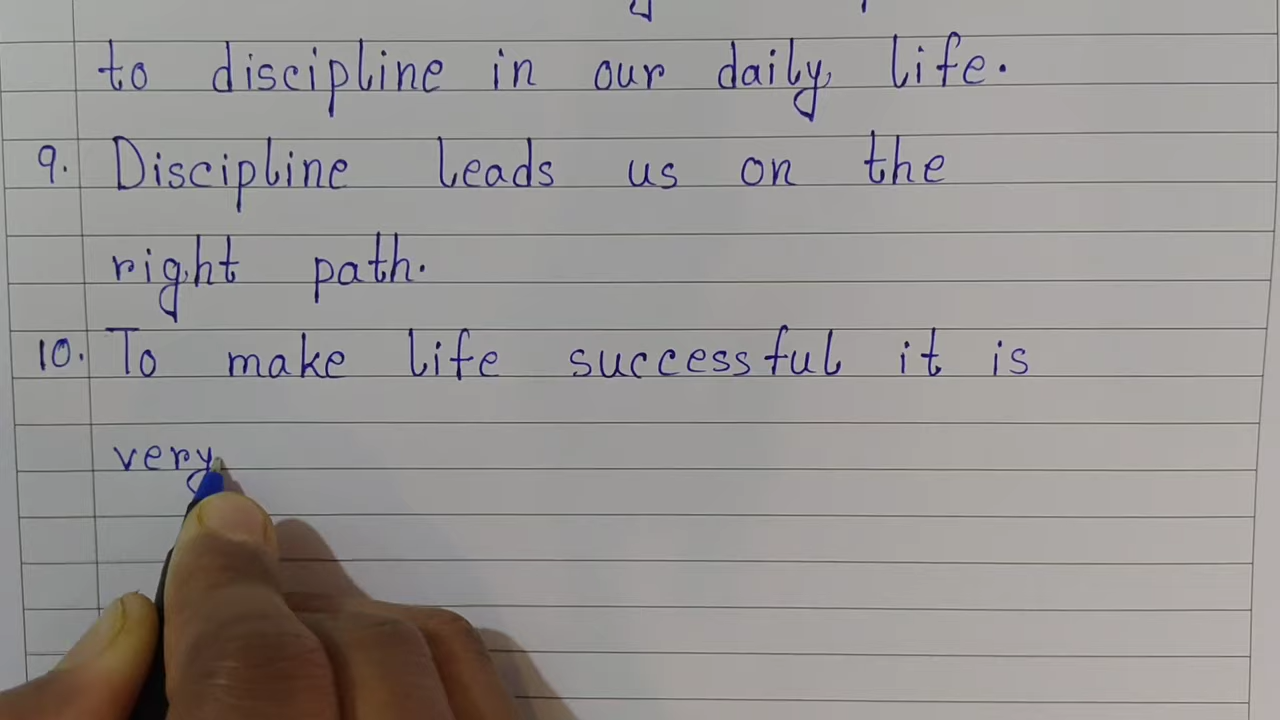 to discipline in our daily life.
9. Discipline leads us on the
right path.
10. To make life successful it is
very